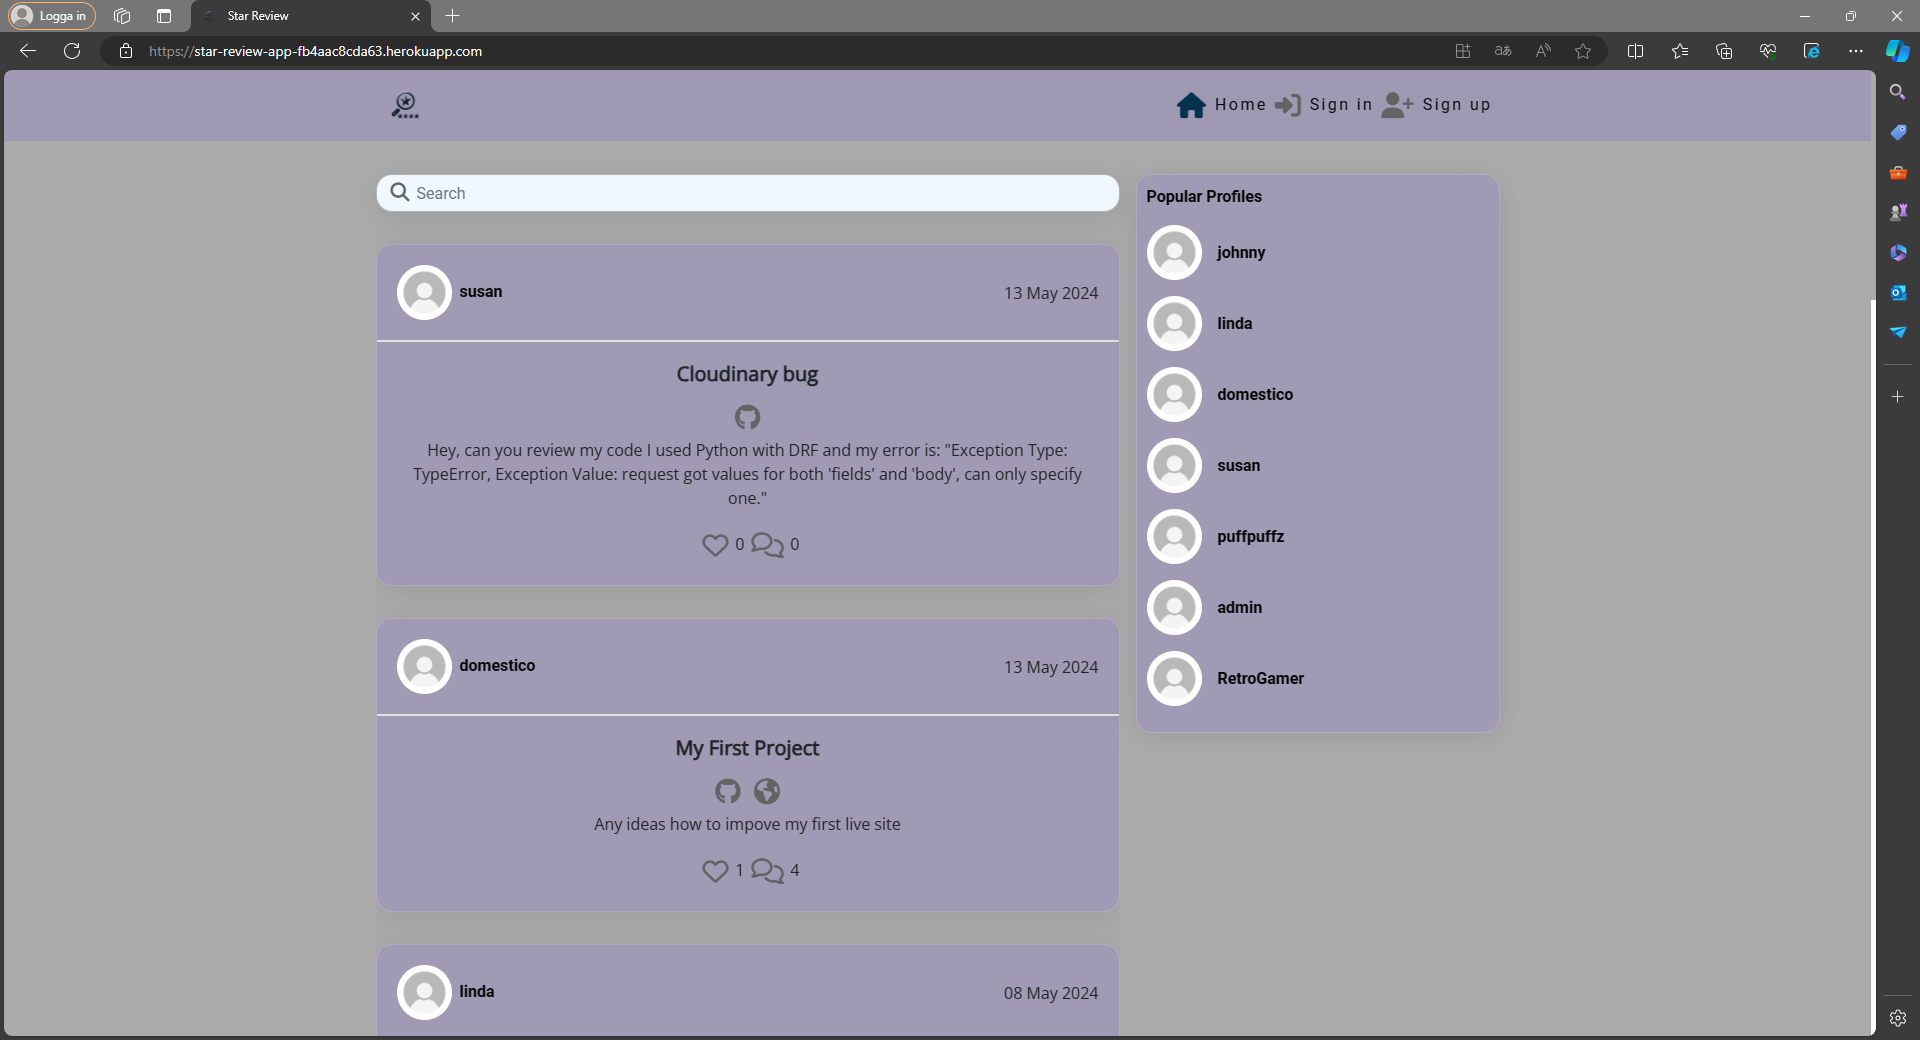 Logga in
Star Review
https://star-review-app-fb4aac8cda63.herokuapp.com
Home Sign in Sign up
Search
susan
13 May 2024
Cloudinary bug
Hey, can you review my code I used Python with DRF and my error is: "Exception Type:
TypeError, Exception Value: request got values for both 'fields' and 'body', can only specify
one."
0 0
domestico
13 May 2024
My First Project
Any ideas how to impove my first live site
1 4
linda
08 May 2024
Popular Profiles
johnny
linda
domestico
susan
puffpuffz
admin
RetroGamer